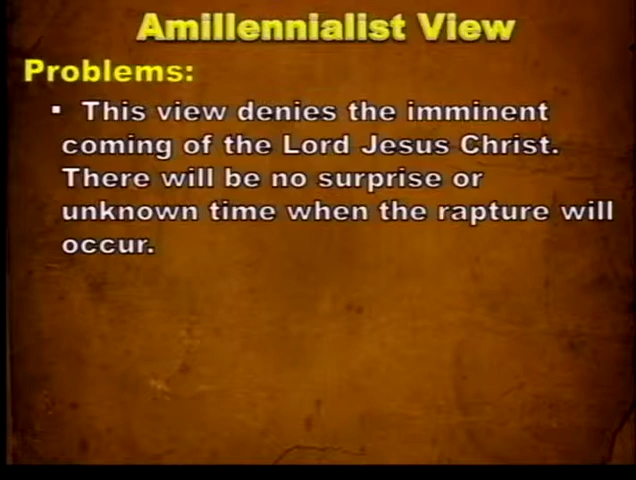 Amillennialist View
Problems:
▪ This view denies the imminent
coming of the Lord Jesus Christ.
There will be no surprise or
unknown time when the rapture will
occur.